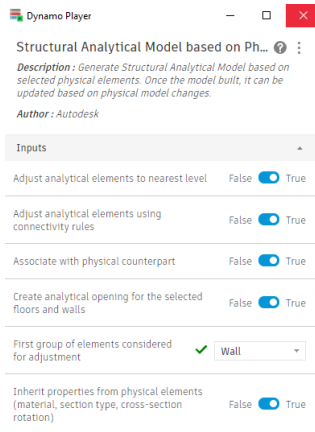 Dynamo Player
Structural Analytical Model based on Ph...
Description : Generate Structural Analytical Model based on
selected physical elements. Once the model built, it can be
updated based on physical model changes.
Author : Autodesk
Inputs
Adjust analytical elements to nearest level False True
Adjust analytical elements using
connectivity rules False True
Associate with physical counterpart False True
Create analytical opening for the selected
floors and walls False True
First group of elements considered
for adjustment Wall
Inherit properties from physical elements
(material, section type, cross-section
rotation) False True